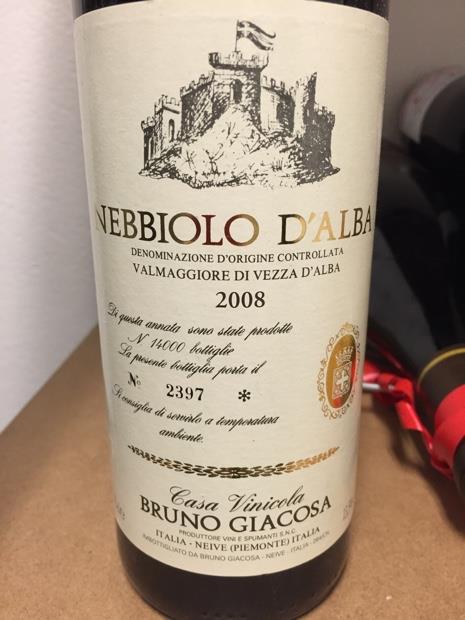 NEBBIOLO D'ALBA
DENOMINAZIONE D'ORIGINE CONTROLLATA
VALMAGGIORE DI VEZZA D'ALBA
2008
Di questa annata sono state prodotte
N 14000 bottiglie
La presente bottiglia porta il
No 2397 *
Si consiglia di servirlo a temperatura
ambiente.
Casa Vinicola
BRUNO GIACOSA
PRODUTTORE VINI E SPUMANTI S.N.C.
ITALIA - NEIVE (PIEMONTE) ITALIA
IMBOTTIGLIATO DA BRUNO GIACOSA - NEIVE - ITALIA -